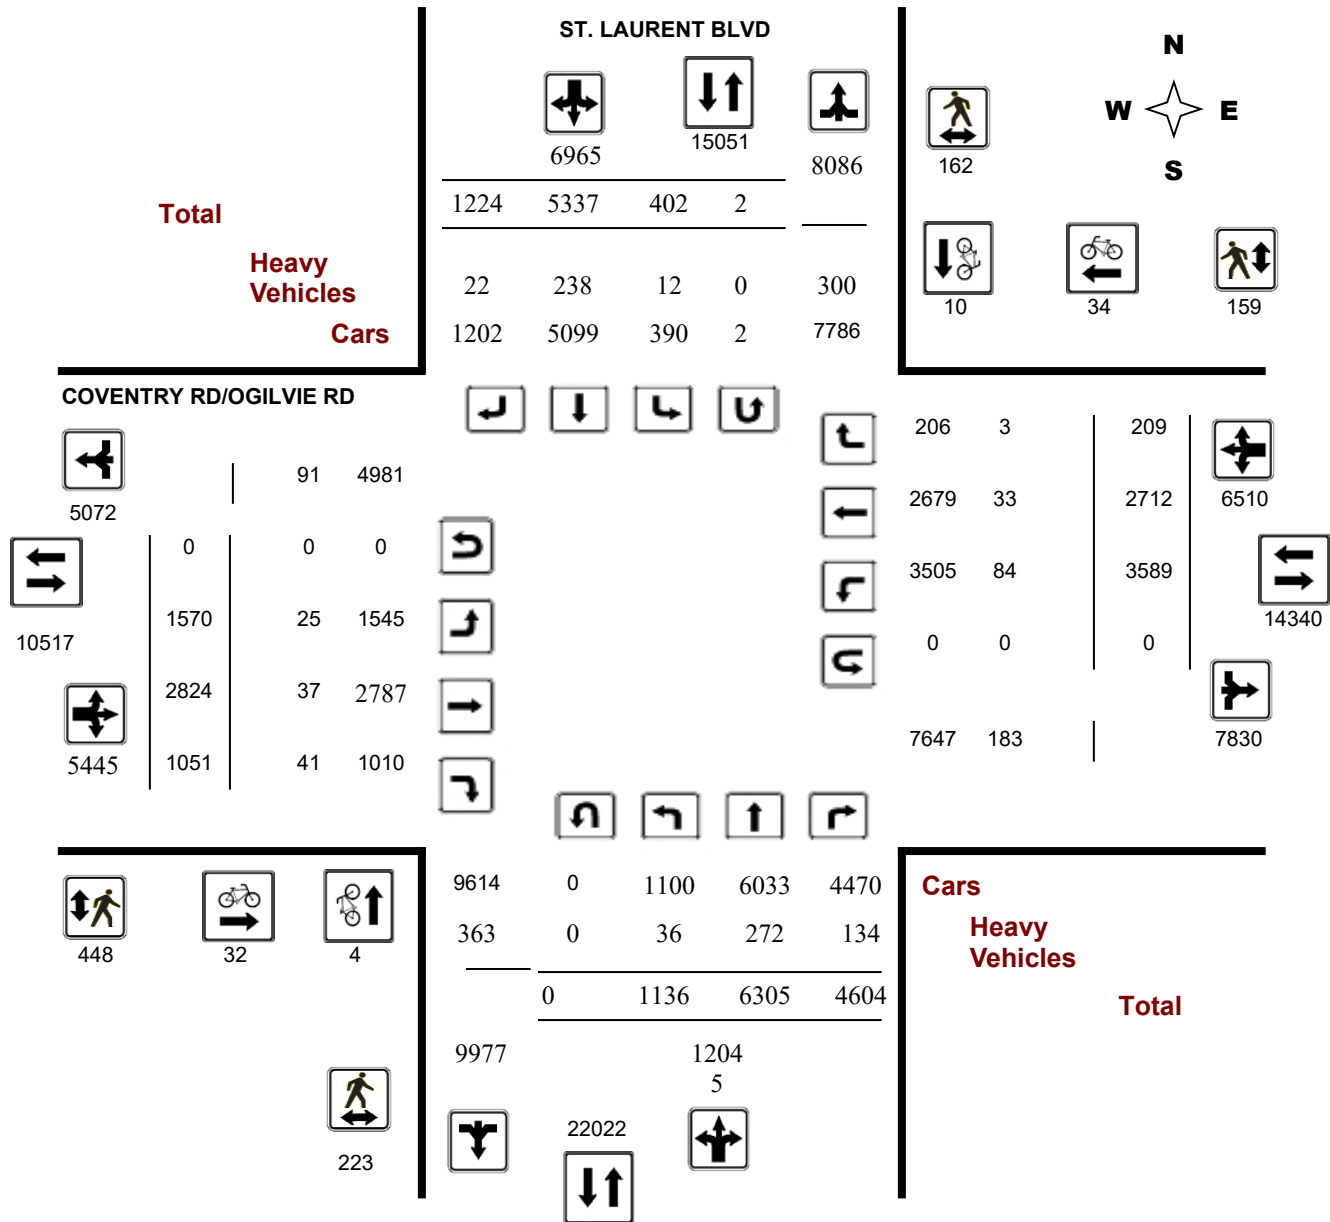 ST. LAURENT BLVD
N
W E
S
6965
15051
8086
162
Total
1224 5337 402 2
Heavy
Vehicles
22 238 12 0 300
10 34 159
Cars
1202 5099 390 2 7786
COVENTRY RD/OGILVIE RD
206 3 209
91 4981
5072
2679 33 2712 6510
0 0 0
3505 84 3589
1570 25 1545
10517
14340
0 0 0
2824 37 2787
7647 183 7830
5445 1051 41 1010
9614 0 1100 6033 4470
Cars
363 0 36 272 134
Heavy
Vehicles
448 32 4
0 1136 6305 4604
Total
9977
1204
5
22022
223